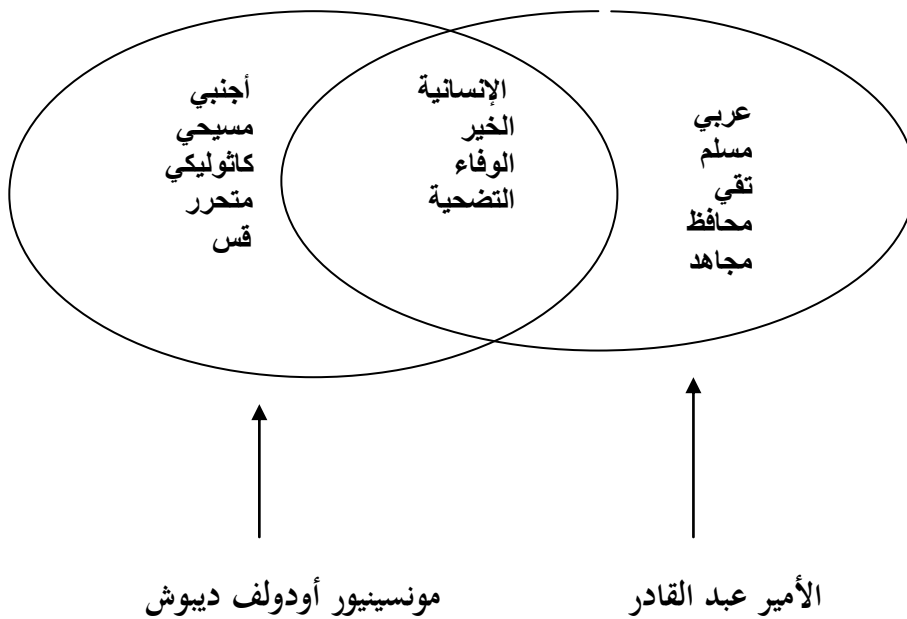 عربي
مسلم
تقي
محافظ
مجاهد
الإنسانية
الخير
الوفاء
التضحية
أجنبي
مسيحي
كاثوليكي
متحرر
قس
الأمير عبد القادر
مونسينيور أودولف ديبوش